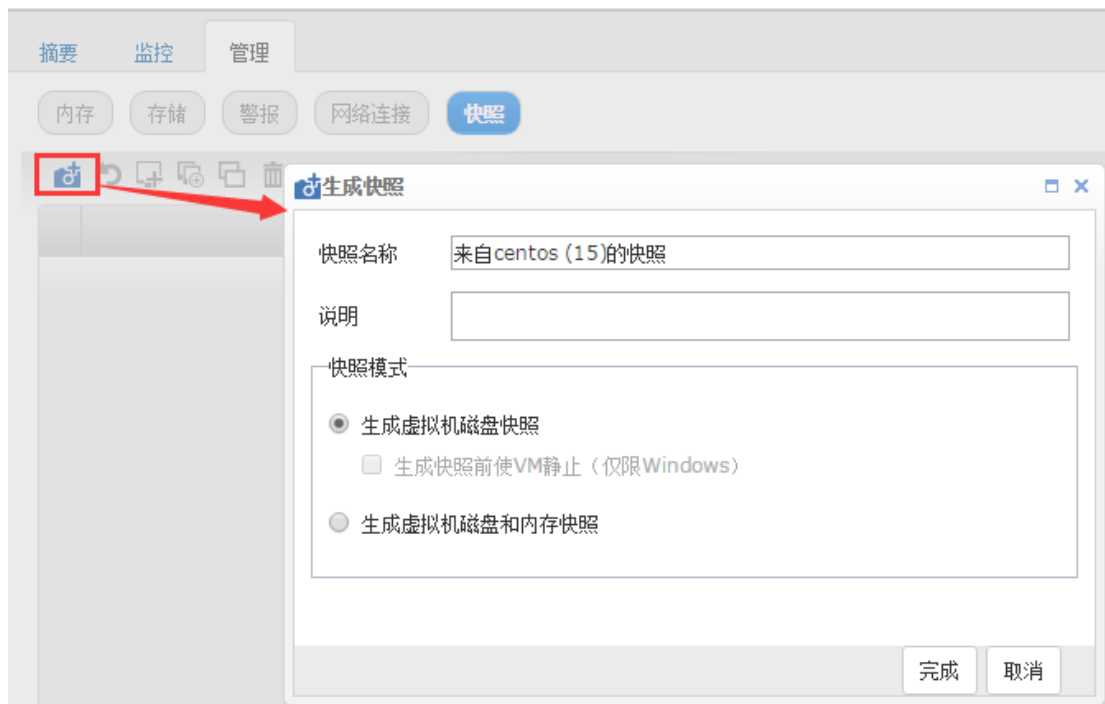 摘要 监控 管理
内存 存储 警报 网络连接 快照
生成快照
快照名称 来自centos (15)的快照
说明
快照模式
生成虚拟机磁盘快照
生成快照前使VM静止（仅限Windows）
生成虚拟机磁盘和内存快照
完成 取消